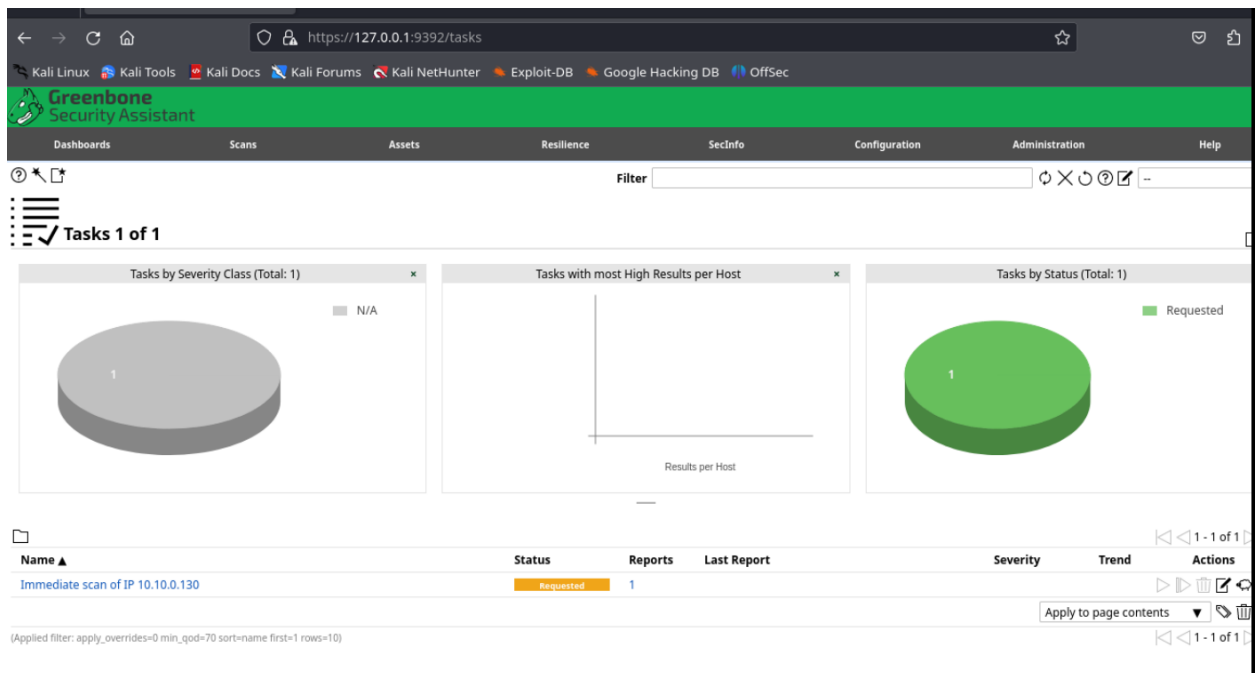 https://127.0.0.1:9392/tasks
Kali Linux Kali Tools Kali Docs Kali Forums Kali NetHunter Exploit-DB Google Hacking DB OffSec
Greenbone
Security Assistant
Dashboards Scans Assets Resilience SecInfo Configuration Administration Help
Filter --
Tasks 1 of 1
Tasks by Severity Class (Total: 1) × Tasks with most High Results per Host × Tasks by Status (Total: 1)
N/A Requested
1 1
Results per Host
1 - 1 of 1
Name ▲ Status Reports Last Report Severity Trend Actions
Immediate scan of IP 10.10.0.130 Requested 1
Apply to page contents ▼
(Applied filter: apply_overrides=0 min_qod=70 sort=name first=1 rows=10) 1 - 1 of 1